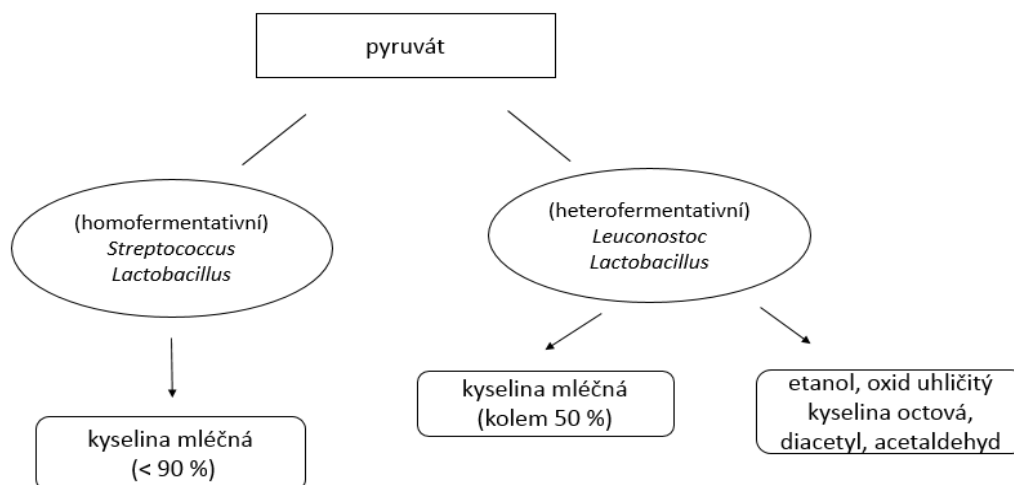 pyruvát
(homofermentativní)
Streptococcus
Lactobacillus
(heterofermentativní)
Leuconostoc
Lactobacillus
kyselina mléčná
(< 90 %)
kyselina mléčná
(kolem 50 %)
etanol, oxid uhličitý
kyselina octová,
diacetyl, acetaldehyd